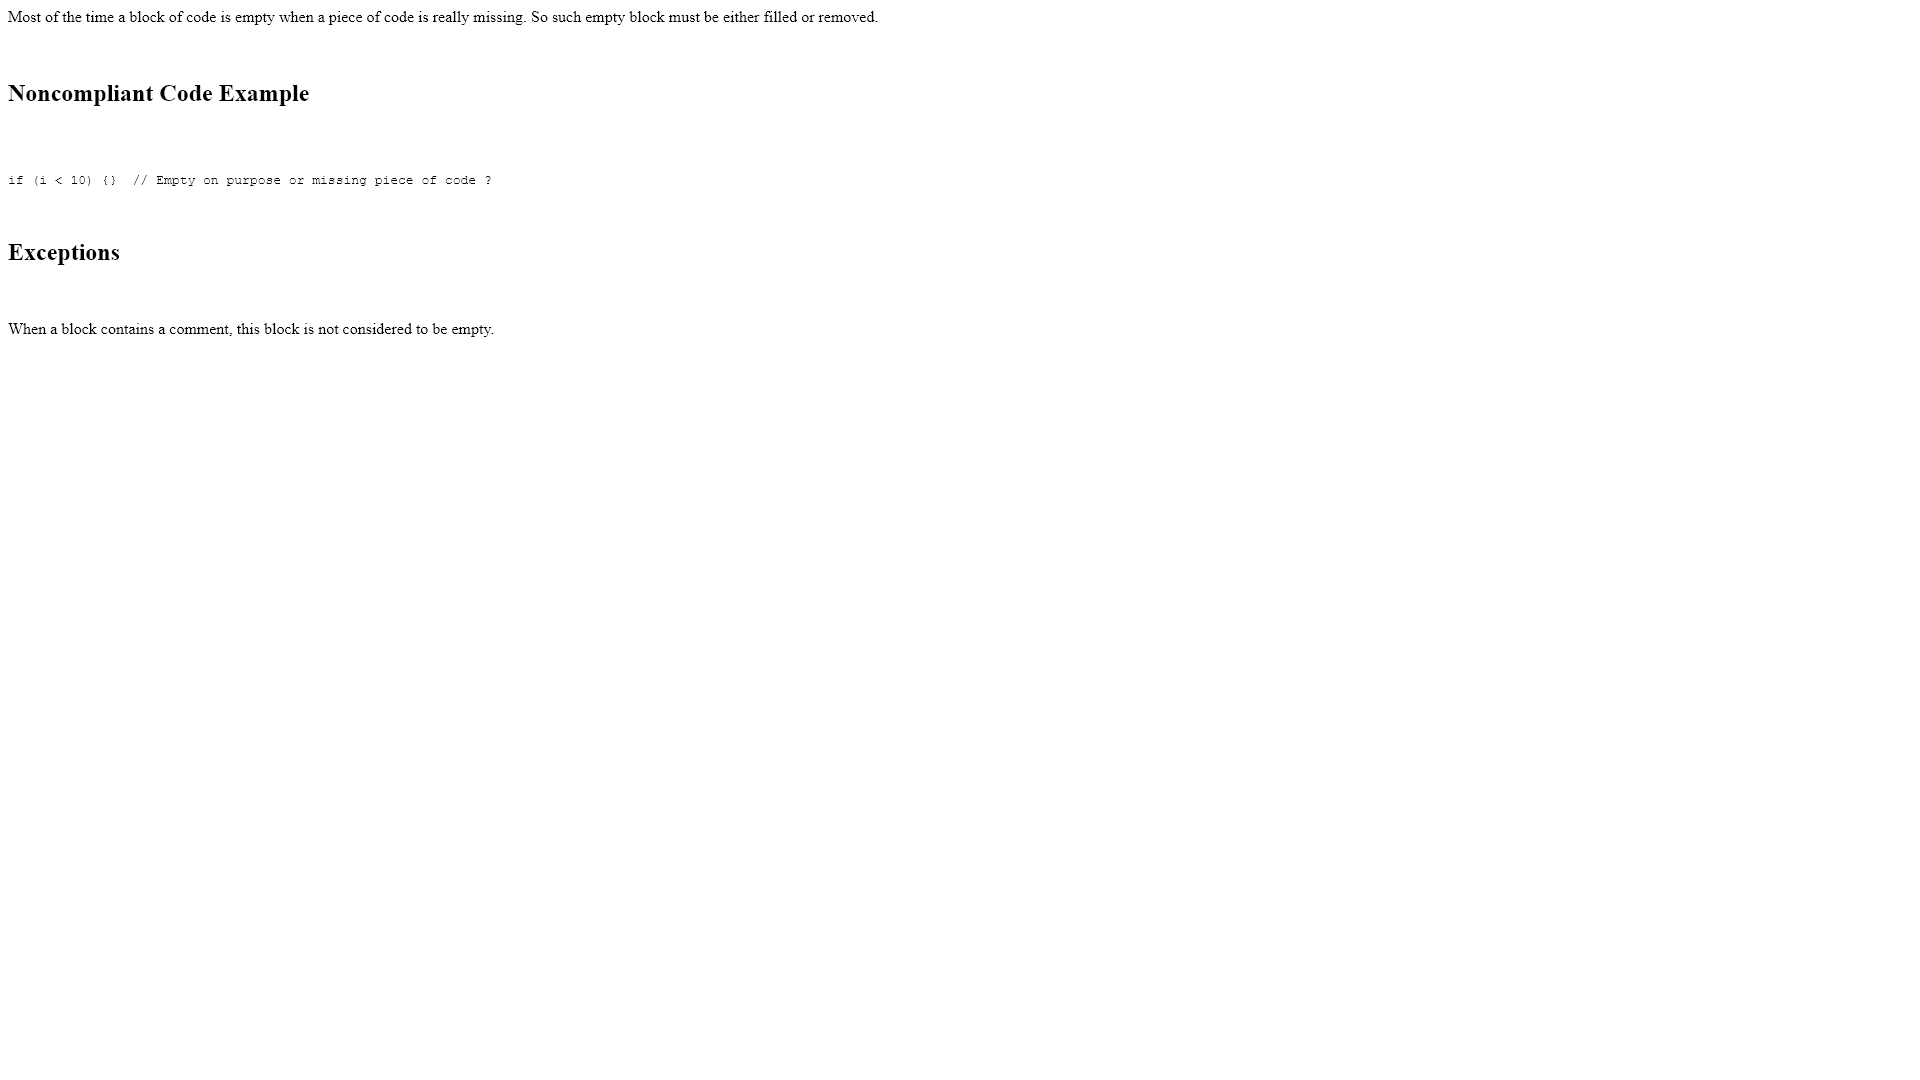 Most of the time a block of code is empty when a piece of code is really missing. So such empty block must be either filled or removed.
Noncompliant Code Example
if (i < 10) {}  // Empty on purpose or missing piece of code ?
Exceptions
When a block contains a comment, this block is not considered to be empty.